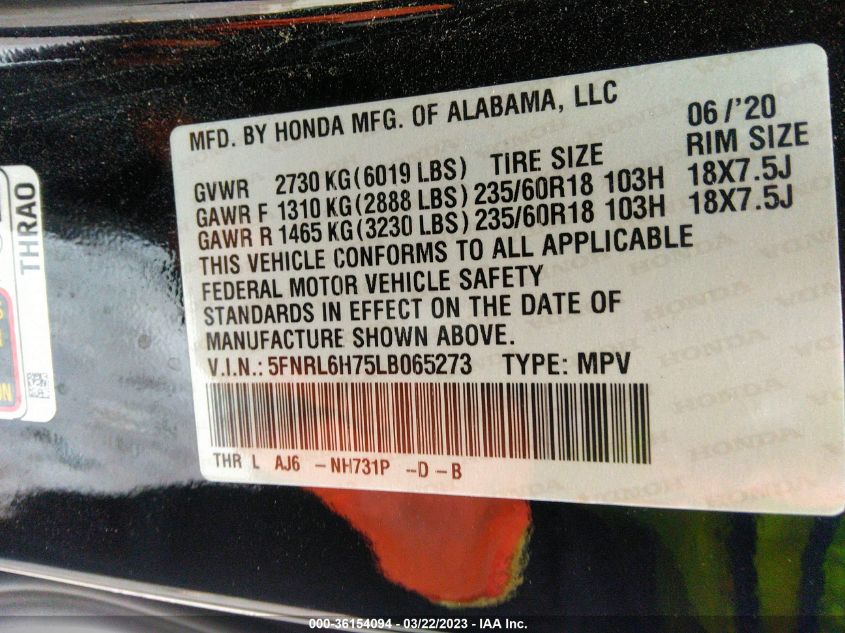 MFD. BY HONDA MFG. OF ALABAMA, LLC 06/'20
GVWR 2730 KG (6019 LBS) TIRE SIZE RIM SIZE
GAWR F 1310 KG (2888 LBS) 235/60R18 103H 18X7.5J
GAWR R 1465 KG (3230 LBS) 235/60R18 103H 18X7.5J
THIS VEHICLE CONFORMS TO ALL APPLICABLE
FEDERAL MOTOR VEHICLE SAFETY
STANDARDS IN EFFECT ON THE DATE OF
MANUFACTURE SHOWN ABOVE.
V.I.N.: 5FNRL6H75LB065273 TYPE: MPV
THR L AJ6 -NH731P --D -B
THRAO
000-36154094 - 03/22/2023 - IAA Inc.